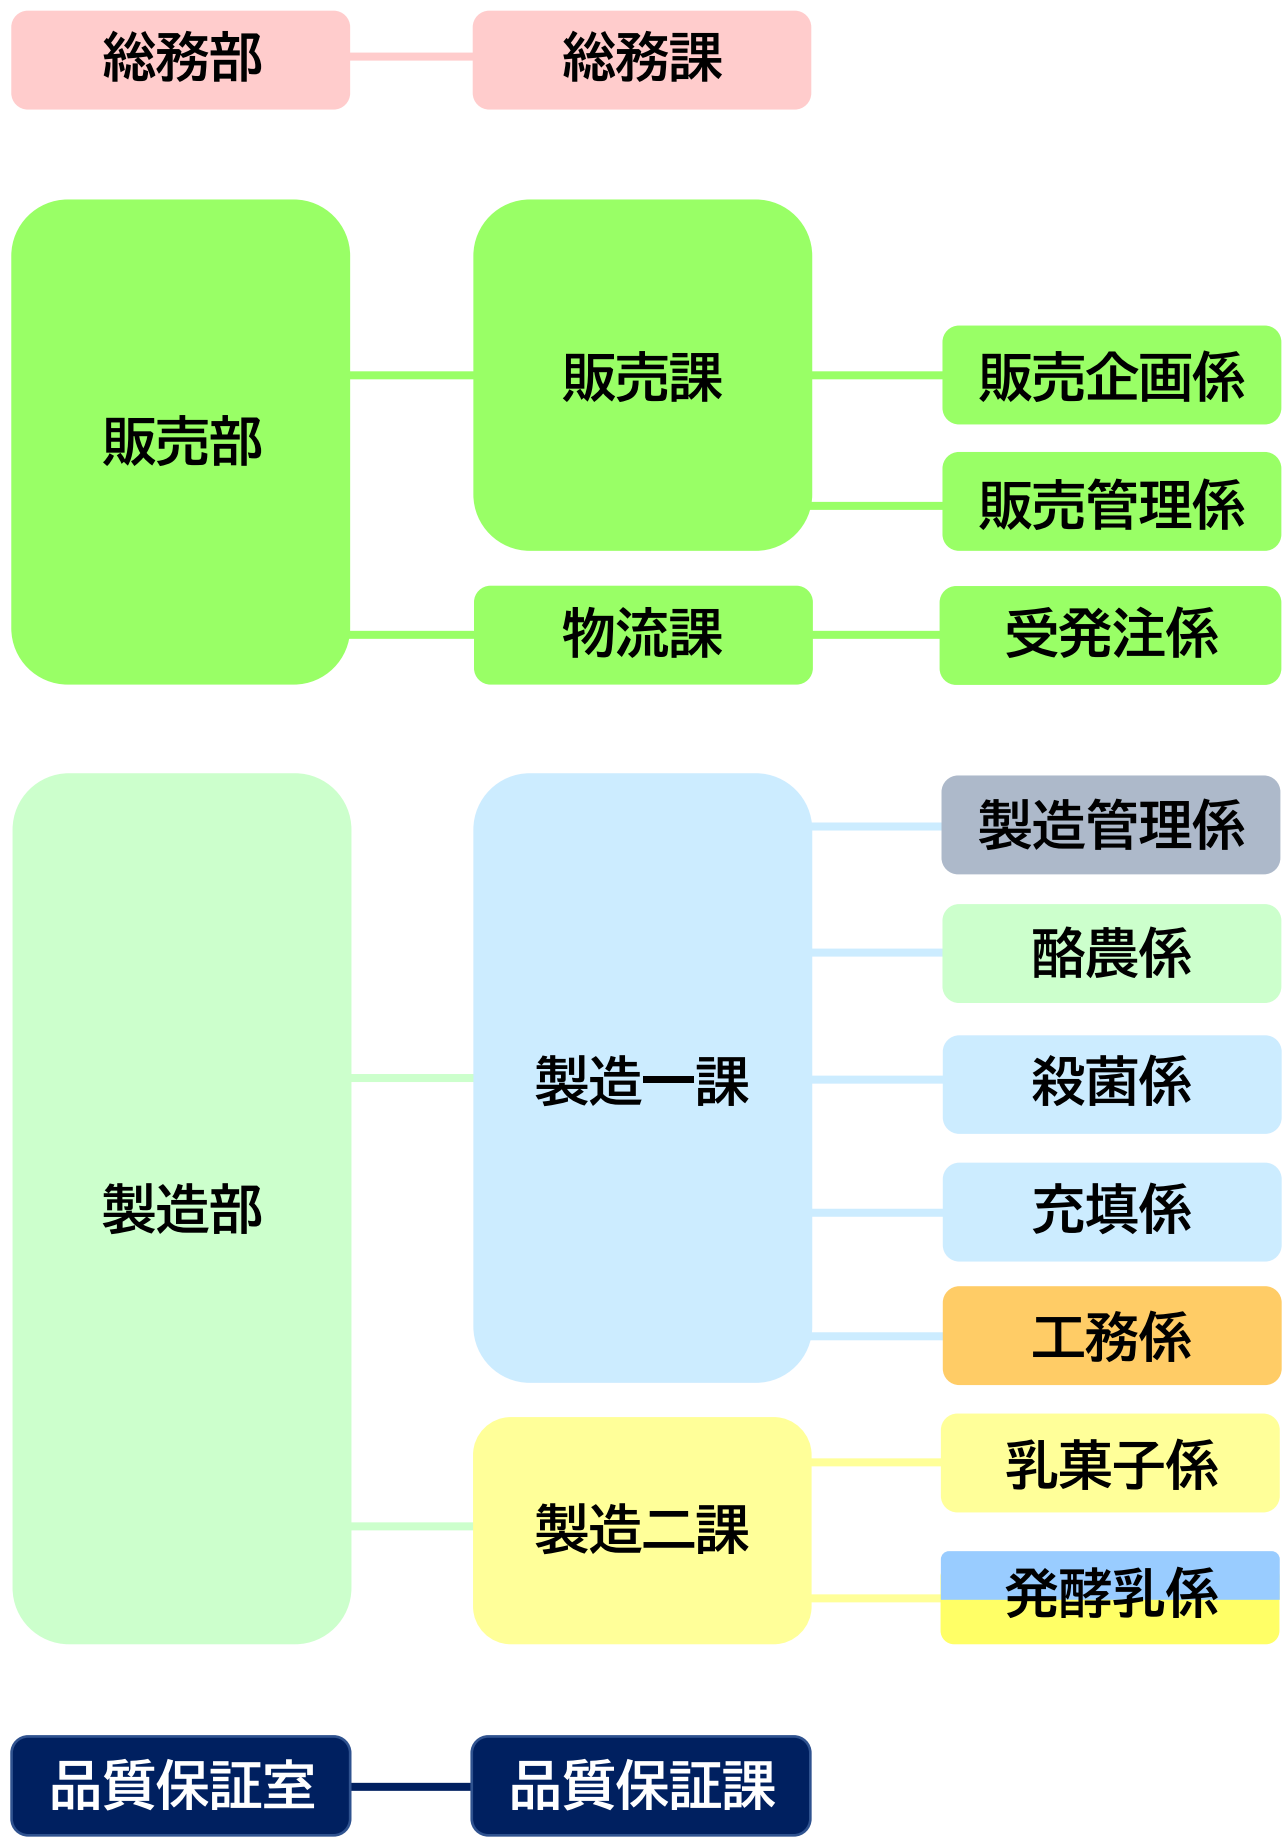 総務部
総務課
販売部
販売課
販売企画係
販売管理係
物流課
受発注係
製造部
製造一課
製造管理係
酪農係
殺菌係
充填係
工務係
製造二課
乳菓子係
発酵乳係
品質保証室
品質保証課